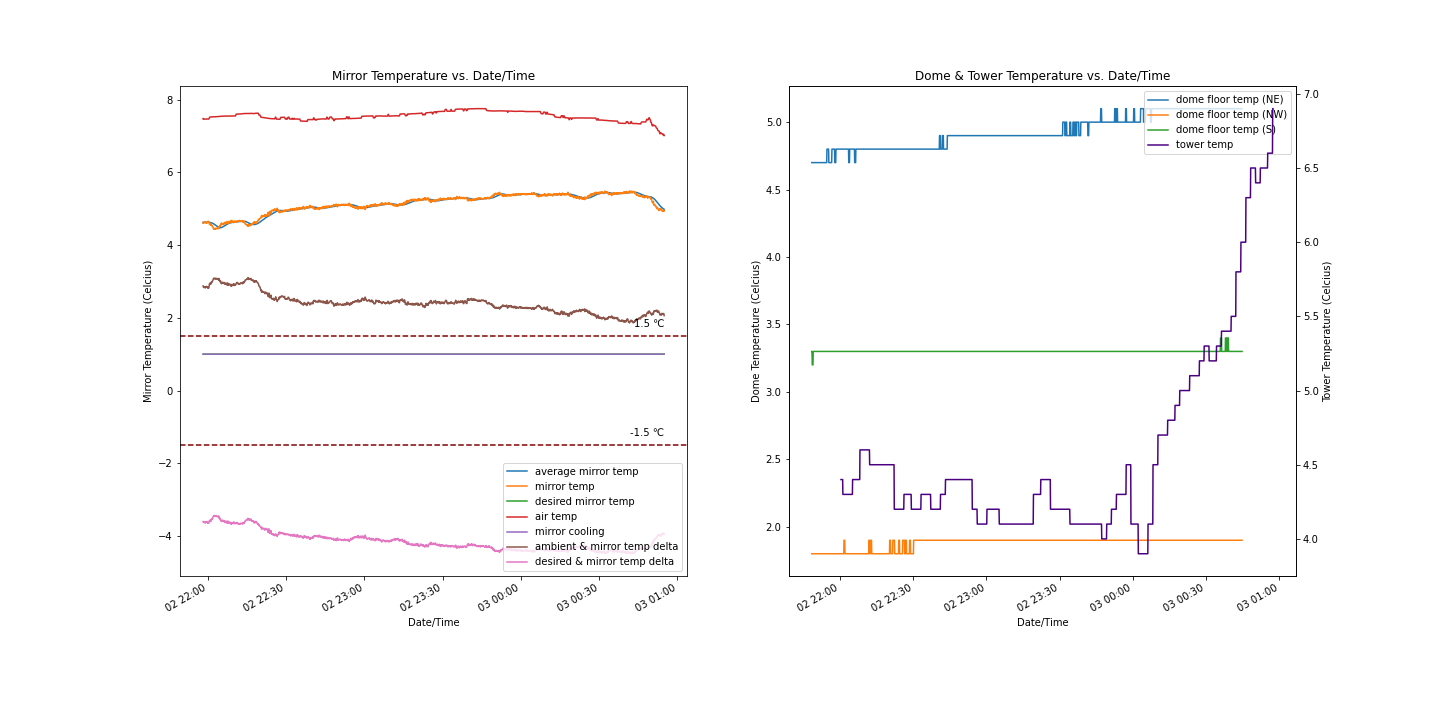 Mirror Temperature vs. Date/Time
Mirror Temperature (Celcius)
8
6
4
2
0
−2
−4
1.5 °C
-1.5 °C
average mirror temp
mirror temp
desired mirror temp
air temp
mirror cooling
ambient & mirror temp delta
desired & mirror temp delta
02 22:00
02 22:30
02 23:00
02 23:30
03 00:00
03 00:30
03 01:00
Date/Time
Dome & Tower Temperature vs. Date/Time
Dome Temperature (Celcius)
5.0
4.5
4.0
3.5
3.0
2.5
2.0
dome floor temp (NE)
dome floor temp (NW)
dome floor temp (S)
tower temp
7.0
6.5
6.0
5.5
5.0
4.5
4.0
Tower Temperature (Celcius)
02 22:00
02 22:30
02 23:00
02 23:30
03 00:00
03 00:30
03 01:00
Date/Time